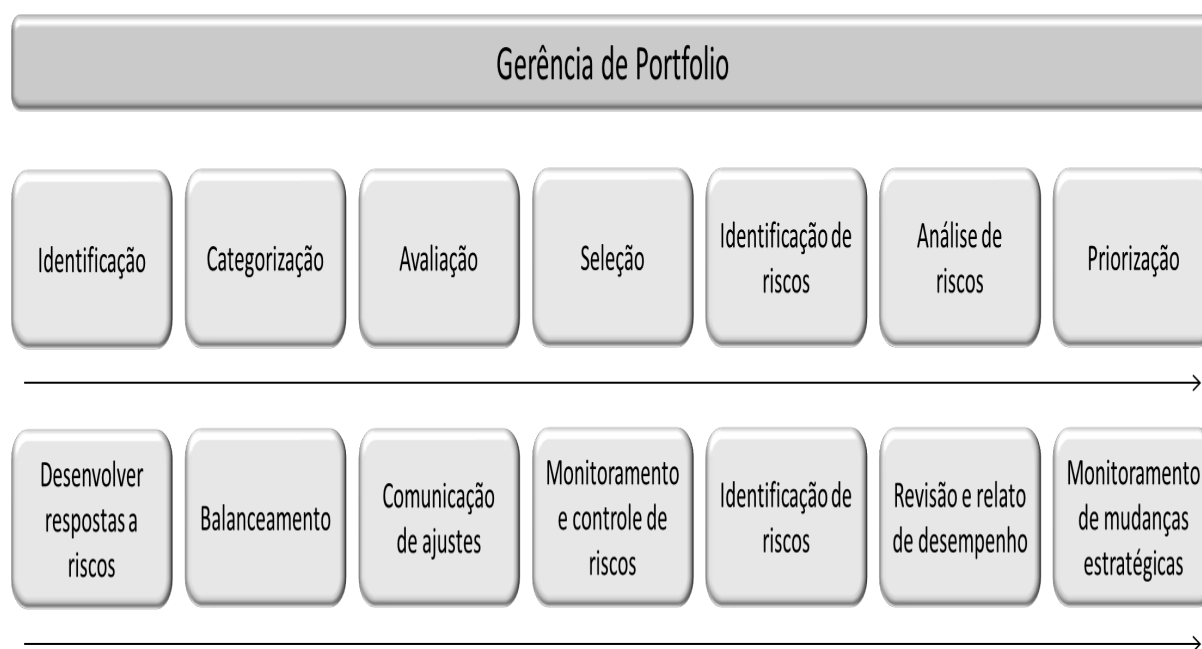 Gerência de Portfolio
Identificação
Categorização
Avaliação
Seleção
Identificação de
riscos
Análise de
riscos
Priorização
Desenvolver
respostas a
riscos
Balanceamento
Comunicação
de ajustes
Monitoramento
e controle de
riscos
Identificação de
riscos
Revisão e relato
de desempenho
Monitoramento
de mudanças
estratégicas